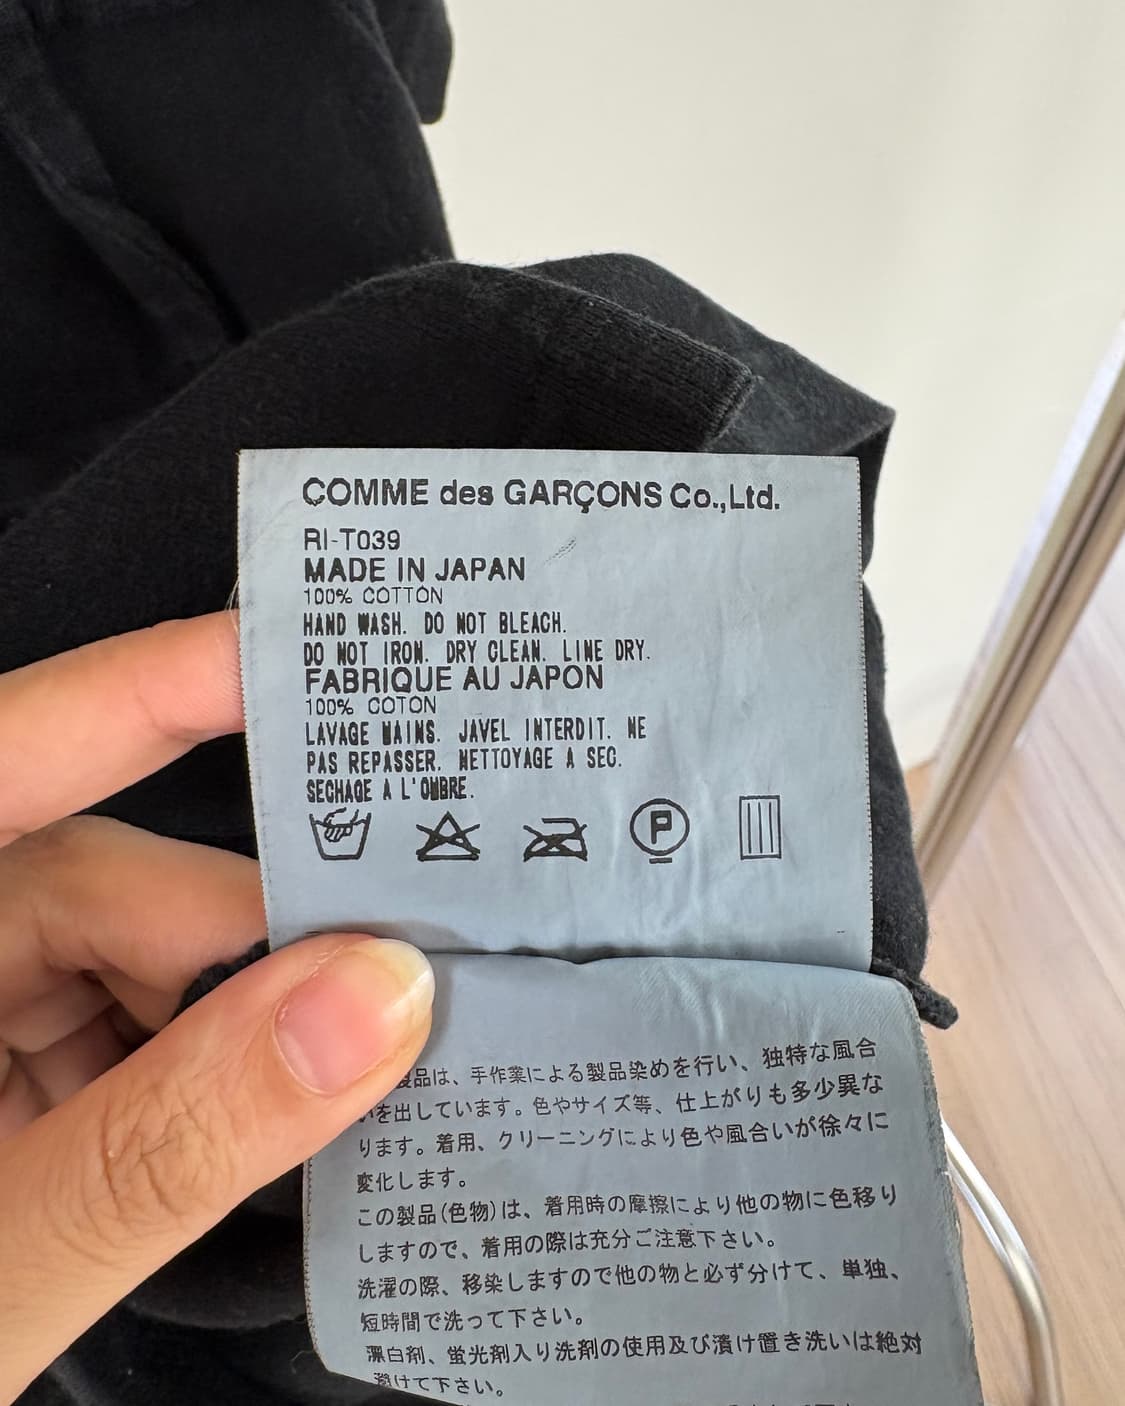 COMME des GARÇONS Co.,Ltd.
RI-T039
MADE IN JAPAN
100% COTTON
HAND WASH. DO NOT BLEACH.
DO NOT IRON. DRY CLEAN. LINE DRY.
FABRIQUE AU JAPON
100% COTON
LAVAGE MAINS. JAVEL INTERDIT. NE
PAS REPASSER. NETTOYAGE A SEC.
SECHAGE A L'OMBRE.
P
製品は、手作業による製品染めを行い、独特な風合
いを出しています。色やサイズ等、仕上がりも多少異な
ります。着用、クリーニングにより色や風合いが徐々に
変化します。
この製品(色物)は、着用時の摩擦により他の物に色移り
しますので、着用の際は充分ご注意下さい。
洗濯の際、移染しますので他の物と必ず分けて、単独、
短時間で洗って下さい。
漂白剤、蛍光剤入り洗剤の使用及び漬け置き洗いは絶対
避けて下さい。